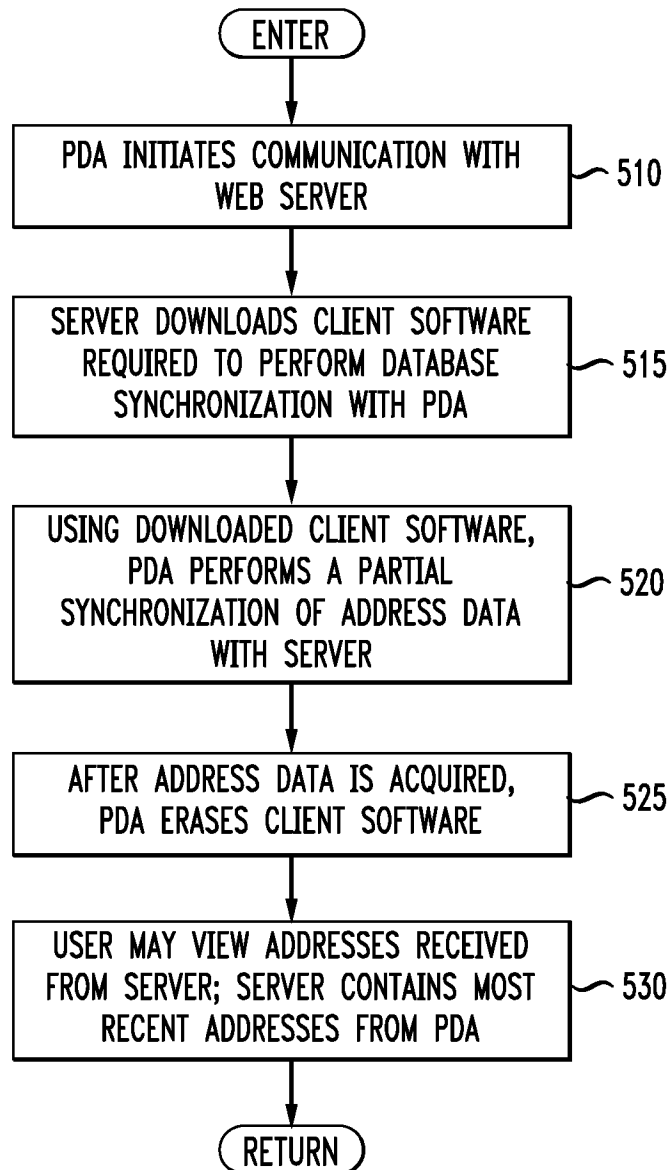 ENTER
PDA INITIATES COMMUNICATION WITH
WEB SERVER
510
SERVER DOWNLOADS CLIENT SOFTWARE
REQUIRED TO PERFORM DATABASE
SYNCHRONIZATION WITH PDA
515
USING DOWNLOADED CLIENT SOFTWARE,
PDA PERFORMS A PARTIAL
SYNCHRONIZATION OF ADDRESS DATA
WITH SERVER
520
AFTER ADDRESS DATA IS ACQUIRED,
PDA ERASES CLIENT SOFTWARE
525
USER MAY VIEW ADDRESSES RECEIVED
FROM SERVER; SERVER CONTAINS MOST
RECENT ADDRESSES FROM PDA
530
RETURN